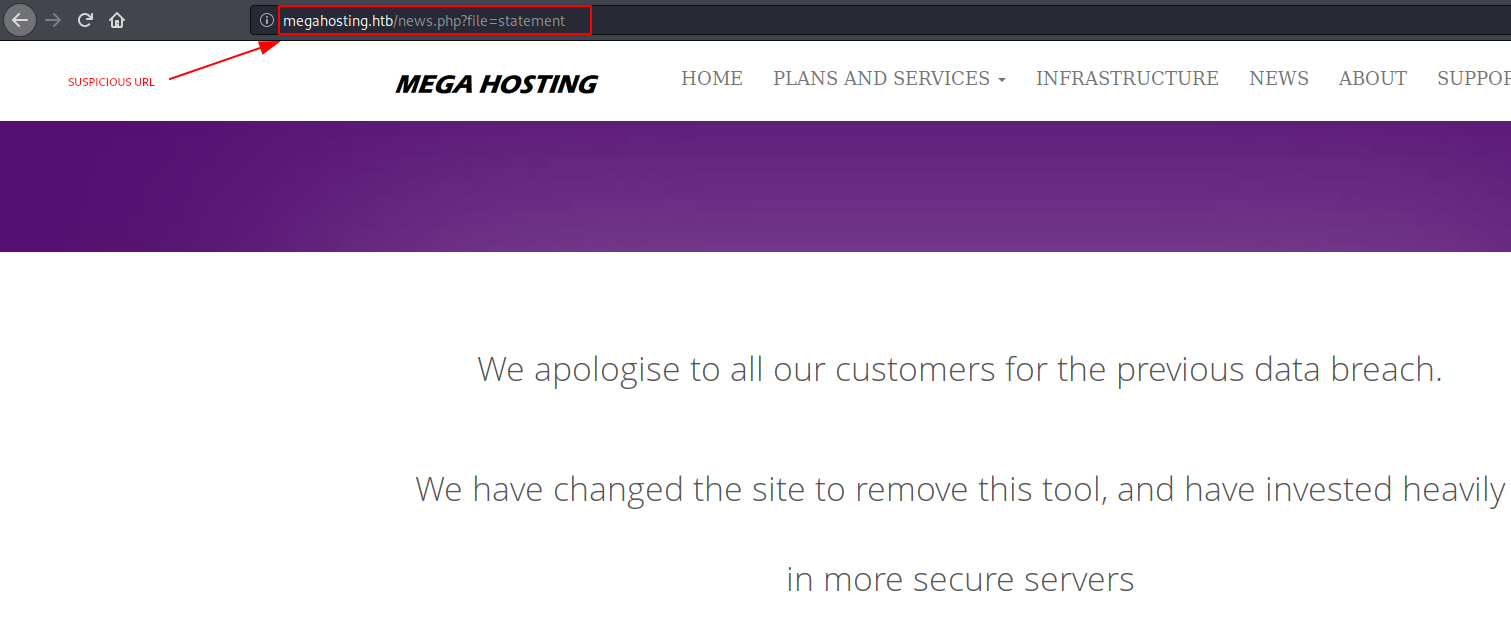 megahosting.htb/news.php?file=statement
SUSPICIOUS URL
MEGA HOSTING
HOME PLANS AND SERVICES INFRASTRUCTURE NEWS ABOUT SUPPOR
We apologise to all our customers for the previous data breach.
We have changed the site to remove this tool, and have invested heavily
in more secure servers